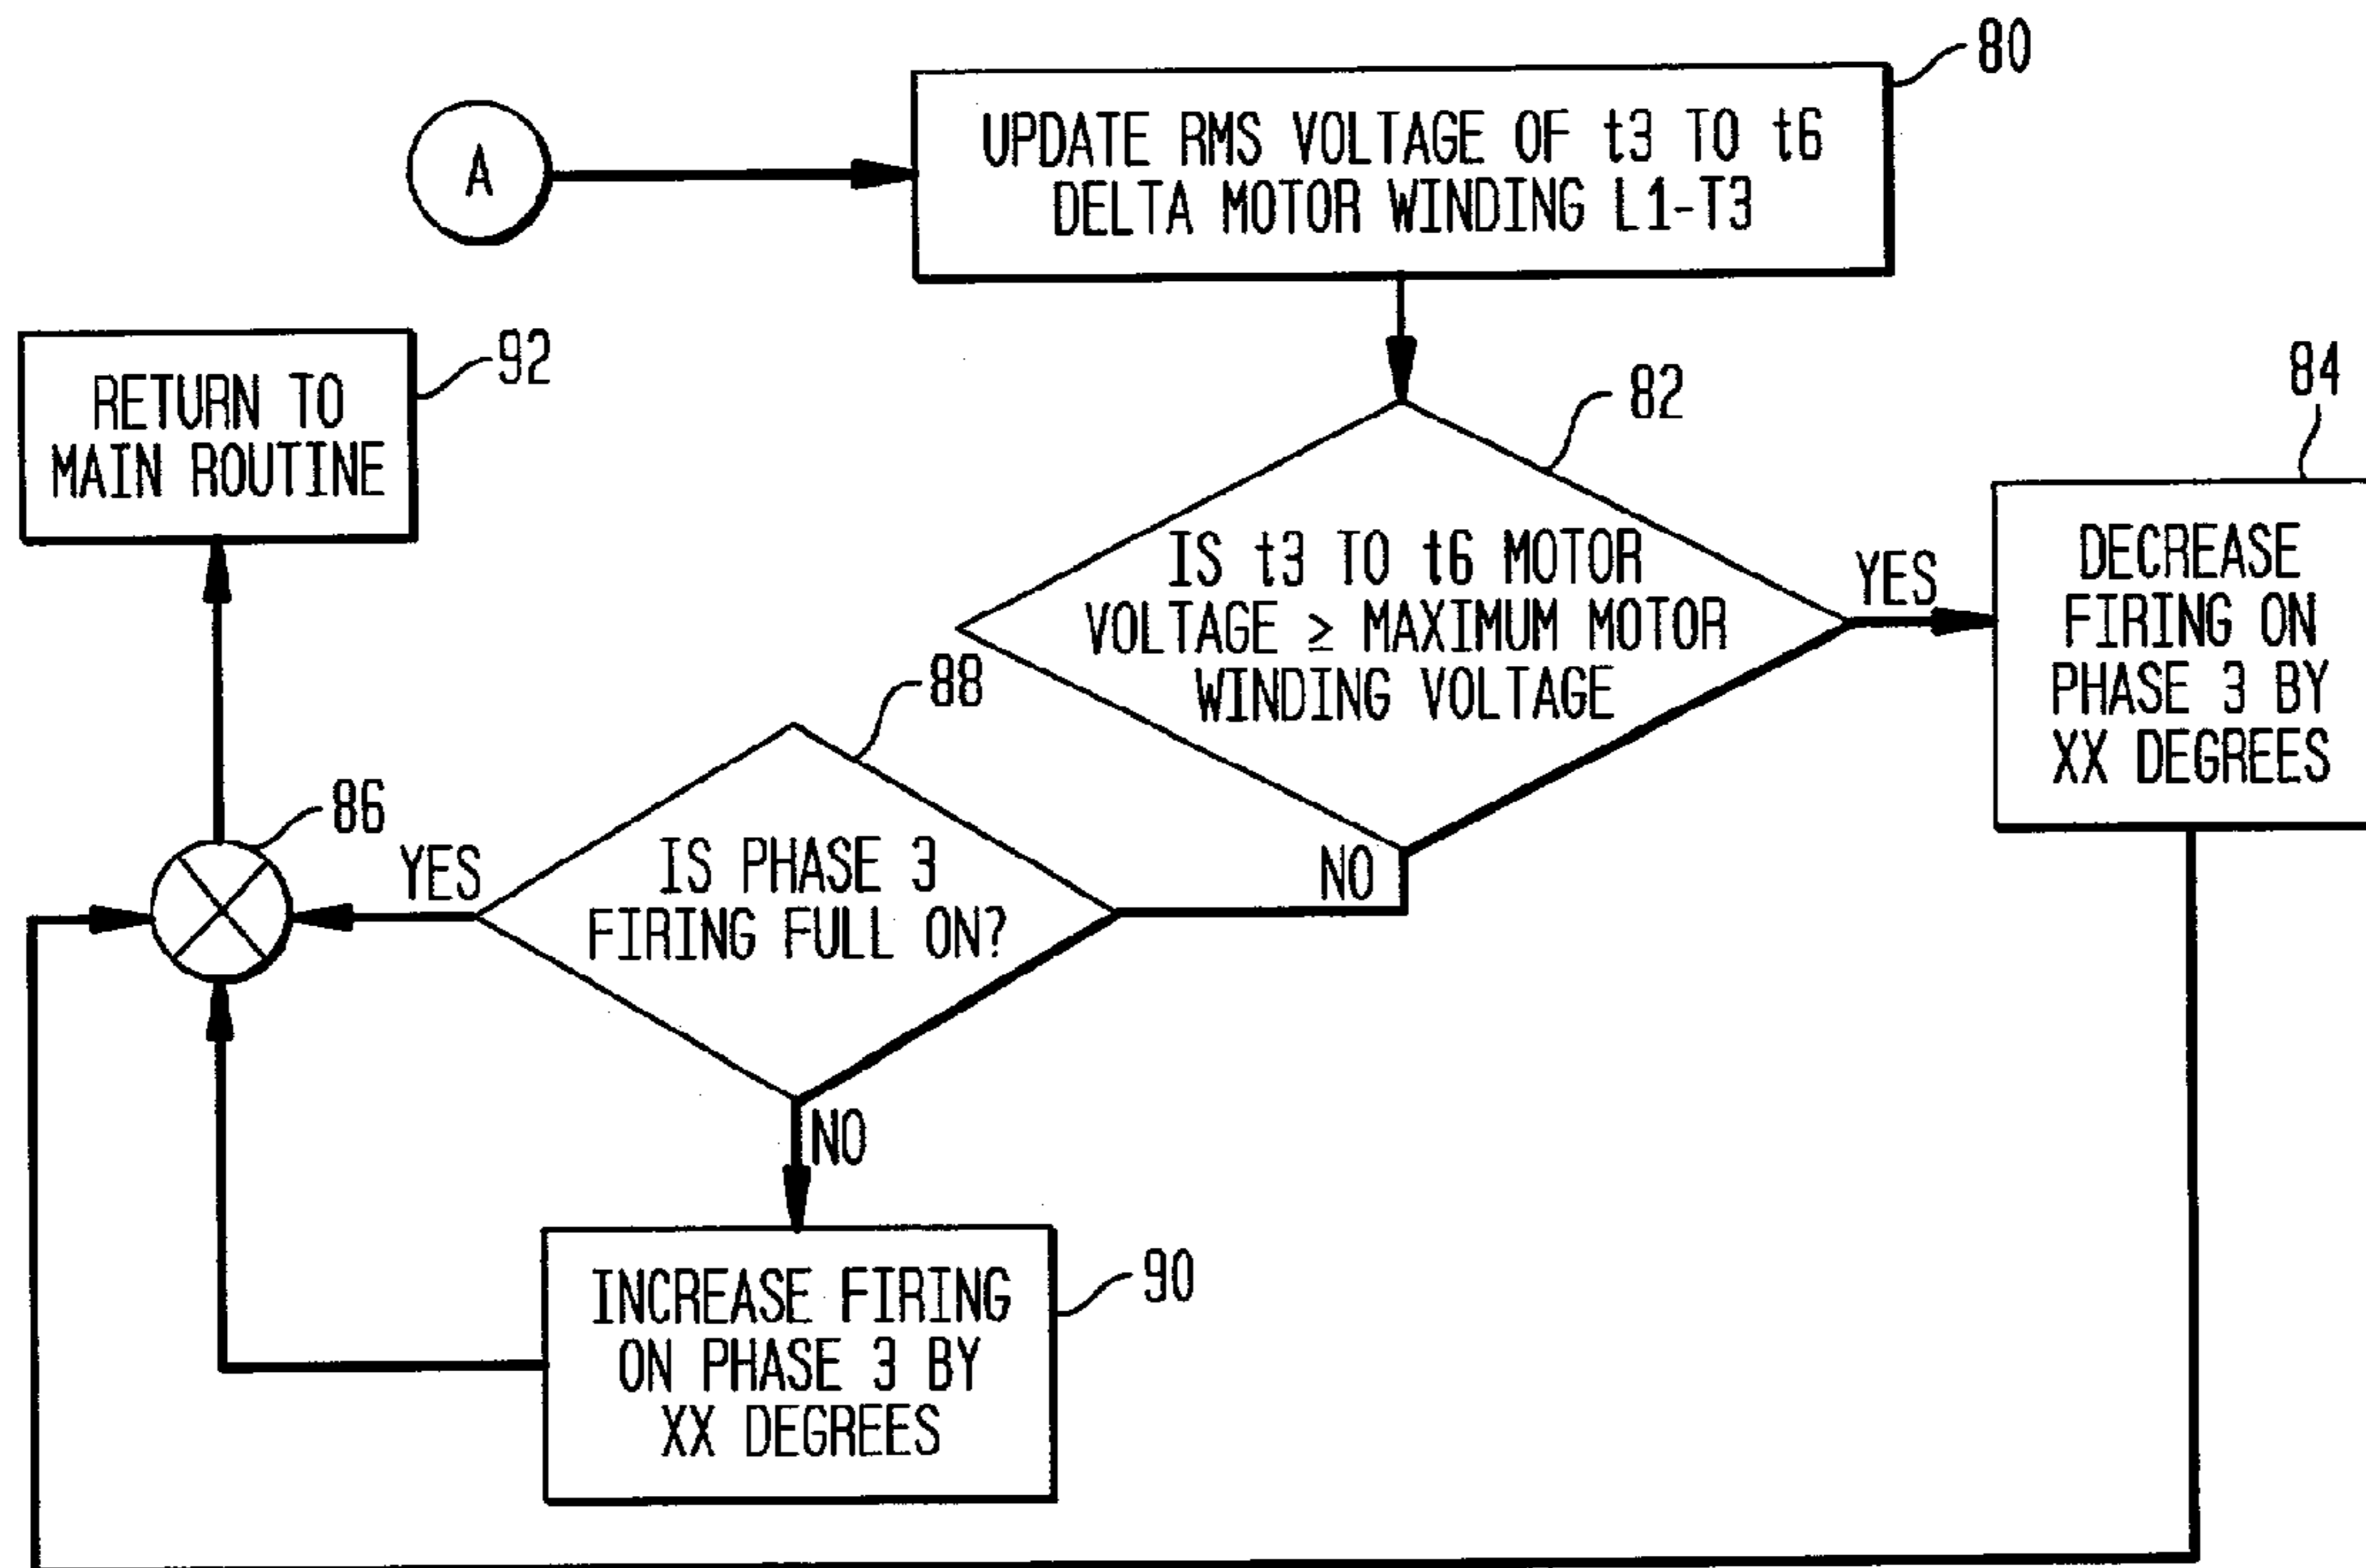 80
A
UPDATE RMS VOLTAGE OF t3 TO t6
DELTA MOTOR WINDING L1-T3
92
RETURN TO
MAIN ROUTINE
82
84
IS t3 TO t6 MOTOR
VOLTAGE ≥ MAXIMUM MOTOR
WINDING VOLTAGE
YES
DECREASE
FIRING ON
PHASE 3 BY
XX DEGREES
88
86
YES
IS PHASE 3
FIRING FULL ON?
NO
NO
90
INCREASE FIRING
ON PHASE 3 BY
XX DEGREES